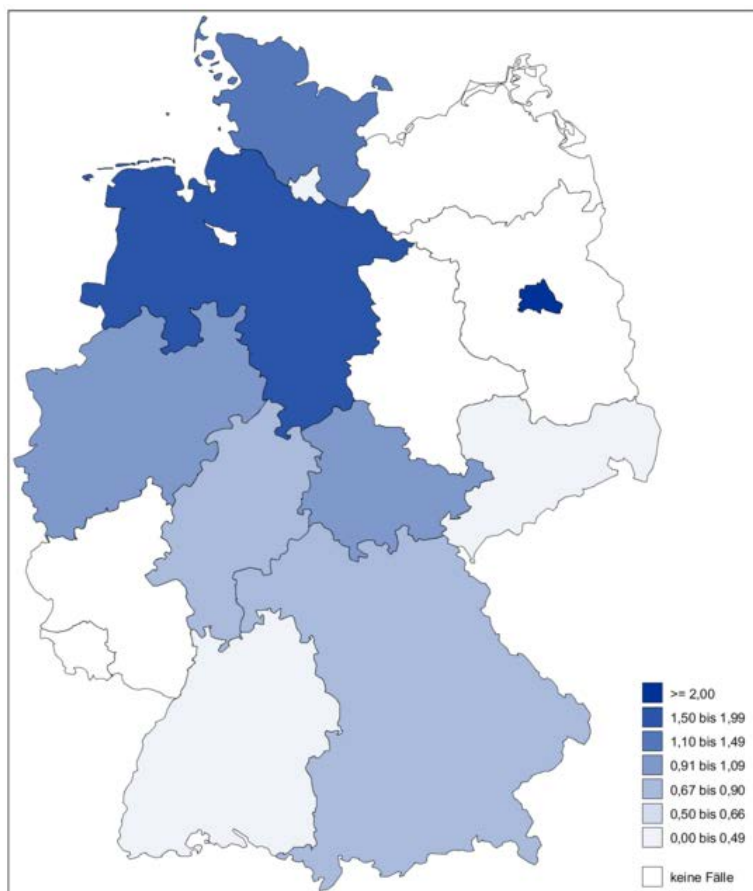 >= 2,00
1,50 bis 1,99
1,10 bis 1,49
0,91 bis 1,09
0,67 bis 0,90
0,50 bis 0,66
0,00 bis 0,49
keine Fälle